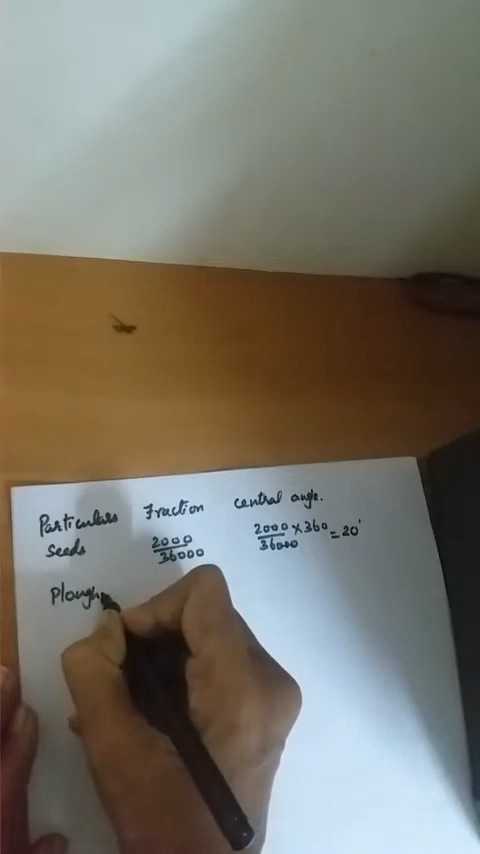 Particulars Fraction central angle.
Seeds 2000/36000 2000/36000 × 360 = 20°
Plough